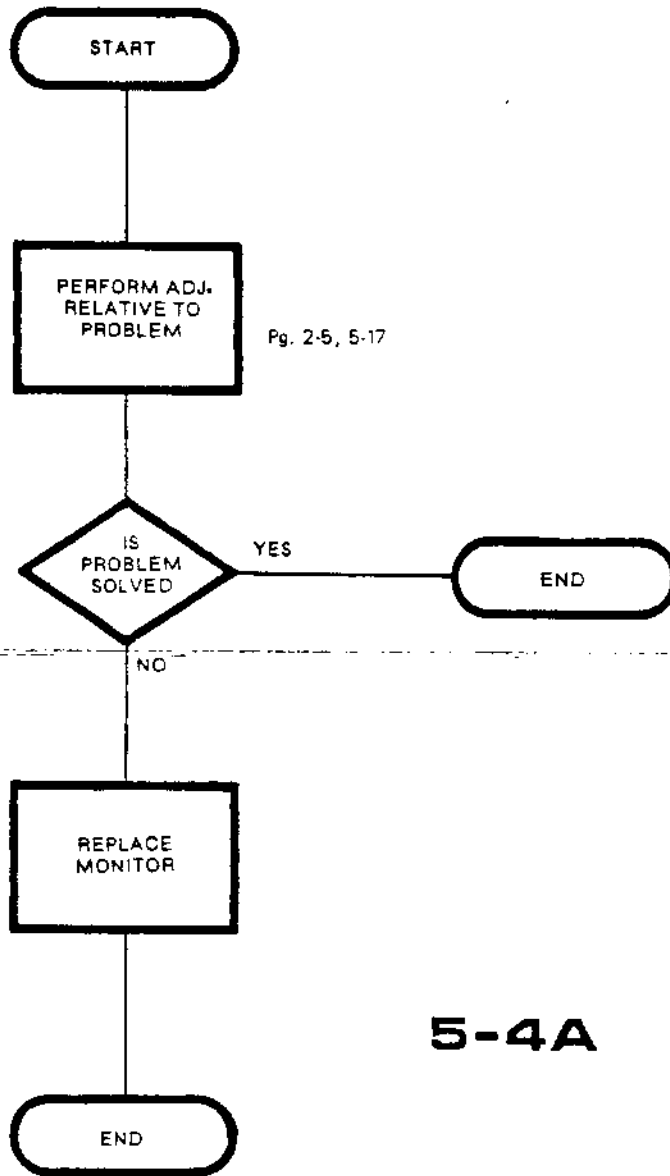 START
PERFORM ADJ.
RELATIVE TO
PROBLEM
Pg. 2-5, 5-17
IS
PROBLEM
SOLVED
YES
END
NO
REPLACE
MONITOR
5-4A
END